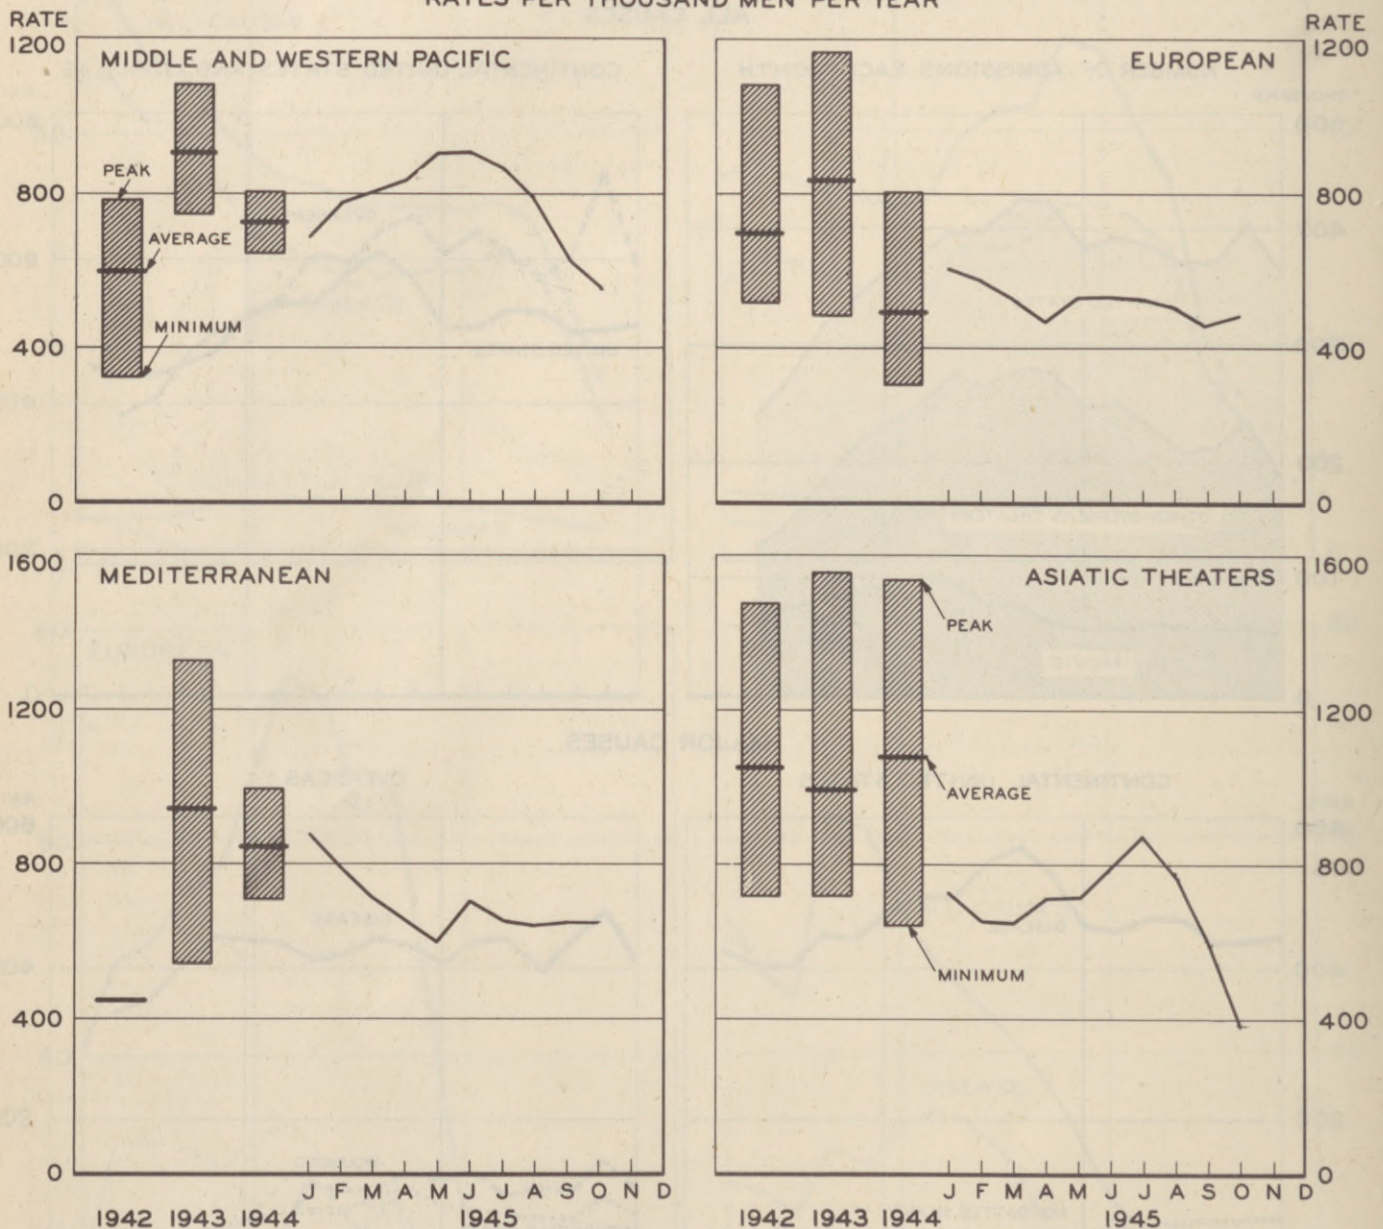 RATES PER THOUSAND MEN PER YEAR
RATE
RATE
1200
MIDDLE AND WESTERN PACIFIC
EUROPEAN
1200
PEAK
800
AVERAGE
800
MINIMUM
400
400
0
J F M A M J J A S O N D
J F M A M J J A S O N D
0
1600
MEDITERRANEAN
ASIATIC THEATERS
1600
PEAK
1200
1200
AVERAGE
800
800
MINIMUM
400
400
0
0
J F M A M J J A S O N D
J F M A M J J A S O N D
1942 1943 1944 1945
1942 1943 1944 1945